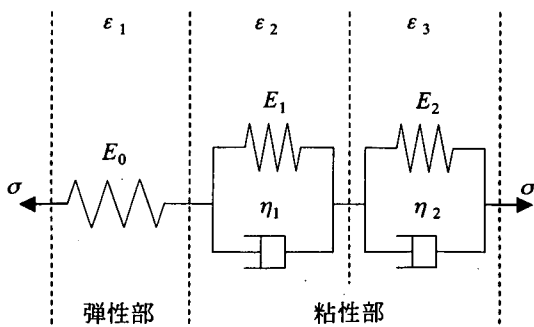 ε₁ ε₂ ε₃
E₁ E₂
E₀
σ σ
η₁ η₂
弾性部 粘性部